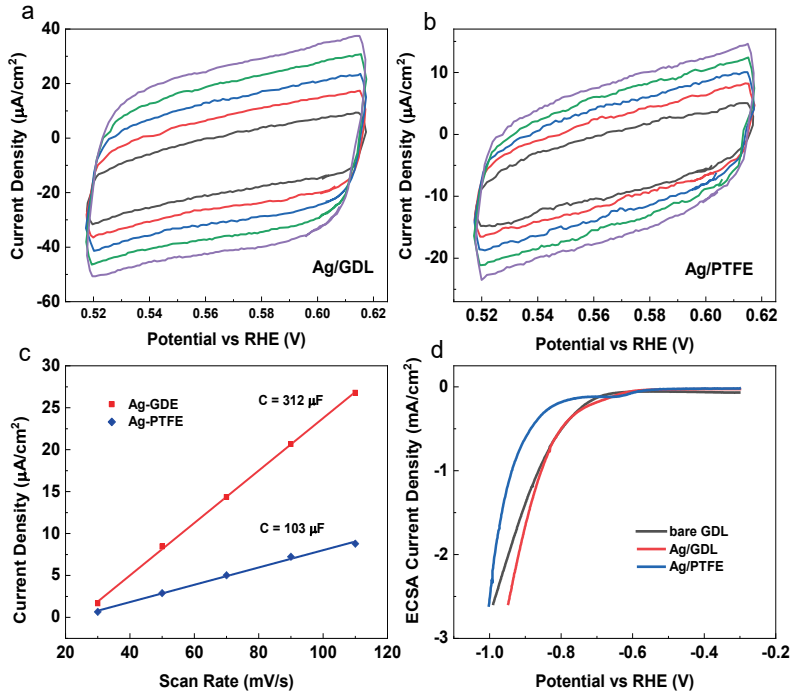 a
Current Density (μA/cm²)
40
20
0
-20
-40
-60
0.52
0.54
0.56
0.58
0.60
0.62
Ag/GDL
Potential vs RHE (V)
b
Current Density (μA/cm²)
10
0
-10
-20
0.52
0.54
0.56
0.58
0.60
0.62
Ag/PTFE
Potential vs RHE (V)
c
Current Density (μA/cm²)
30
25
20
15
10
5
0
20
40
60
80
100
120
Ag-GDE
Ag-PTFE
C = 312 μF
C = 103 μF
Scan Rate (mV/s)
d
ECSA Current Density (mA/cm²)
0
-1
-2
-3
-1.0
-0.8
-0.6
-0.4
-0.2
bare GDL
Ag/GDL
Ag/PTFE
Potential vs RHE (V)